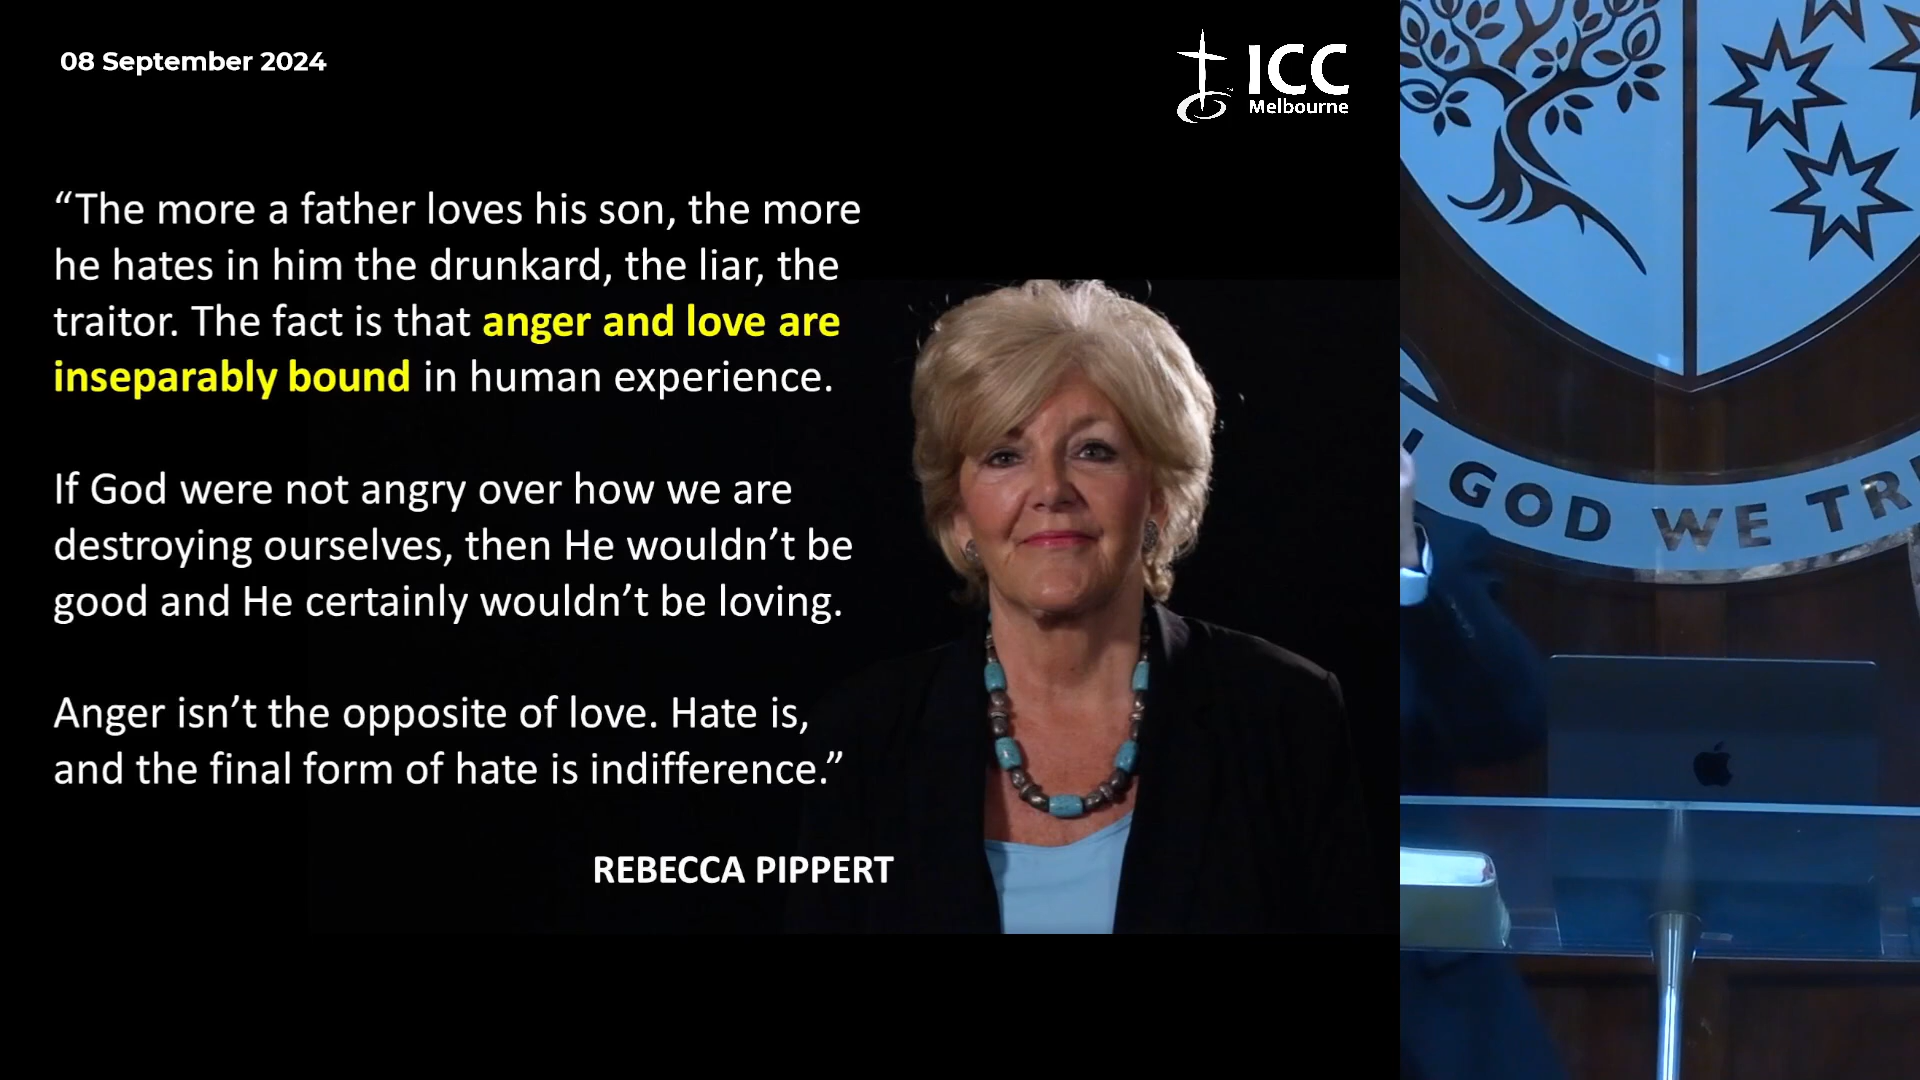 08 September 2024
ICC
Melbourne
“The more a father loves his son, the more
he hates in him the drunkard, the liar, the
traitor. The fact is that anger and love are
inseparably bound in human experience.
If God were not angry over how we are
destroying ourselves, then He wouldn’t be
good and He certainly wouldn’t be loving.
Anger isn’t the opposite of love. Hate is,
and the final form of hate is indifference.”
REBECCA PIPPERT
GOD WE TR